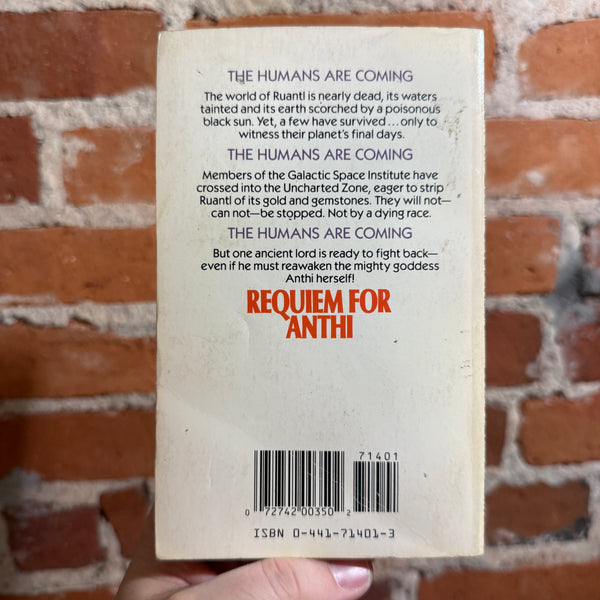 THE HUMANS ARE COMING
The world of Ruantl is nearly dead, its waters
tainted and its earth scorched by a poisonous
black sun. Yet, a few have survived...only to
witness their planet's final days.
THE HUMANS ARE COMING
Members of the Galactic Space Institute have
crossed into the Uncharted Zone, eager to strip
Ruantl of its gold and gemstones. They will not—
can not—be stopped. Not by a dying race.
THE HUMANS ARE COMING
But one ancient lord is ready to fight back—
even if he must reawaken the mighty goddess
Anthi herself!
REQUIEM FOR
ANTHI
71401
0 72742 00350 2
ISBN 0-441-71401-3